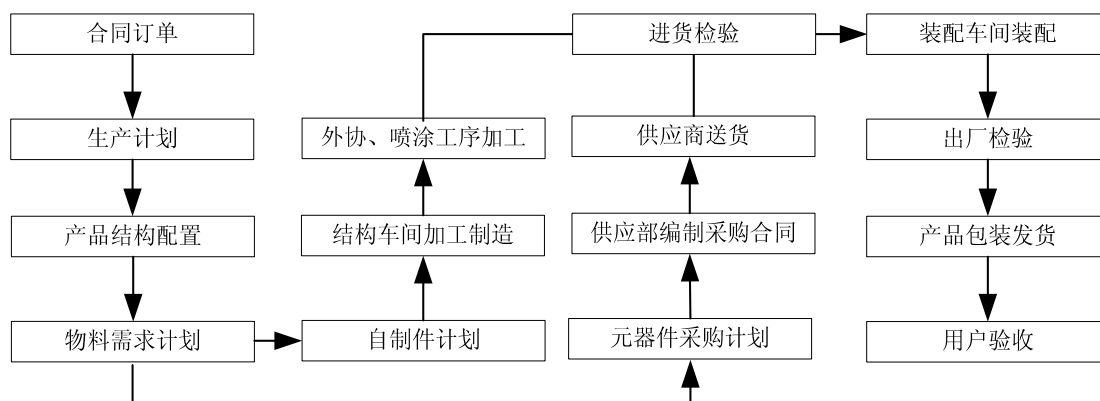 合同订单
生产计划
产品结构配置
物料需求计划
自制件计划
结构车间加工制造
外协、喷涂工序加工
元器件采购计划
供应部编制采购合同
供应商送货
进货检验
装配车间装配
出厂检验
产品包装发货
用户验收